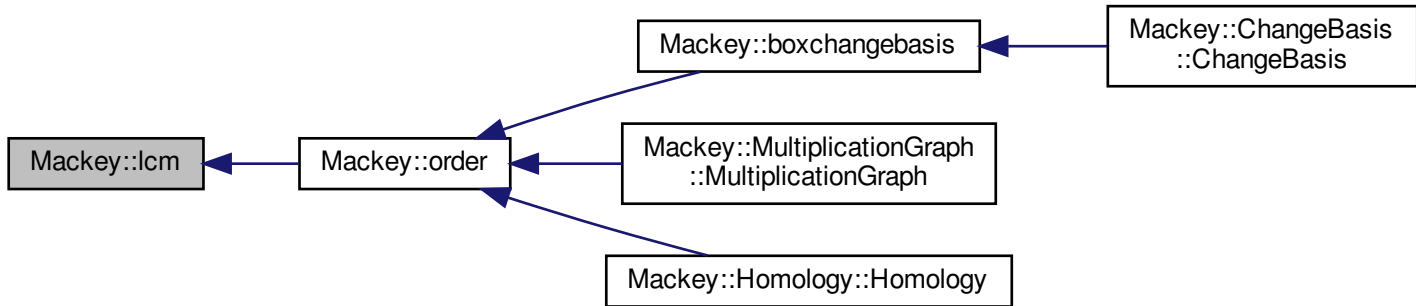 Mackey::lcm
Mackey::order
Mackey::boxchangebasis
Mackey::ChangeBasis
::ChangeBasis
Mackey::MultiplicationGraph
::MultiplicationGraph
Mackey::Homology::Homology